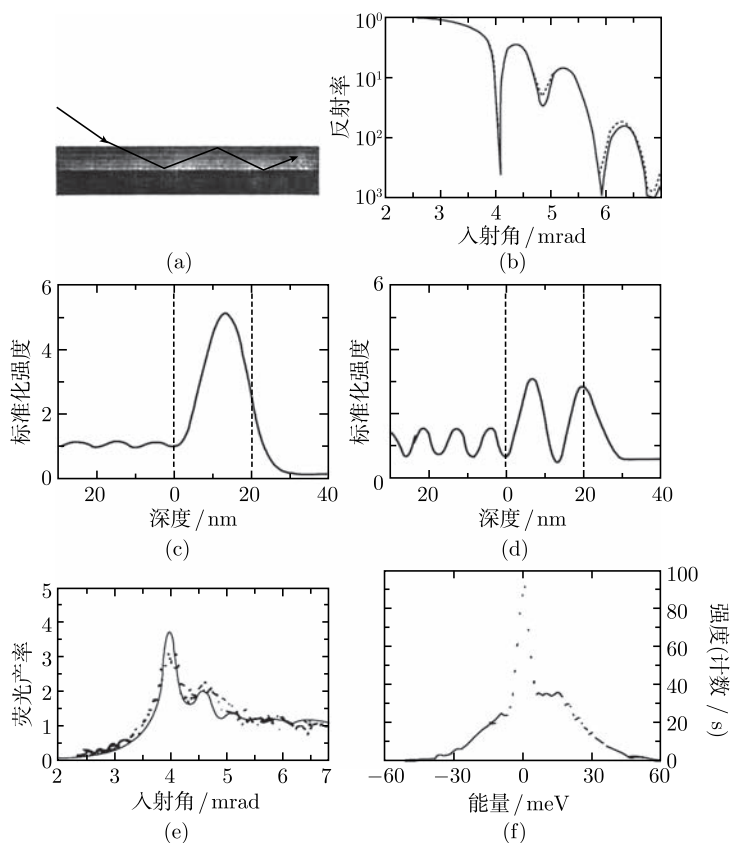 (a)
10⁰
10¹
10²
10³
反射率
2 3 4 5 6
入射角/mrad
(b)
6
4
2
0
标准化强度
20 0 20 40
深度/nm
(c)
6
4
2
0
标准化强度
20 0 20 40
深度/nm
(d)
5
4
3
2
1
0
荧光产率
2 3 4 5 6 7
入射角/mrad
(e)
100
80
60
40
20
0
强度(计数/s)
−60 −30 0 30 60
能量/meV
(f)